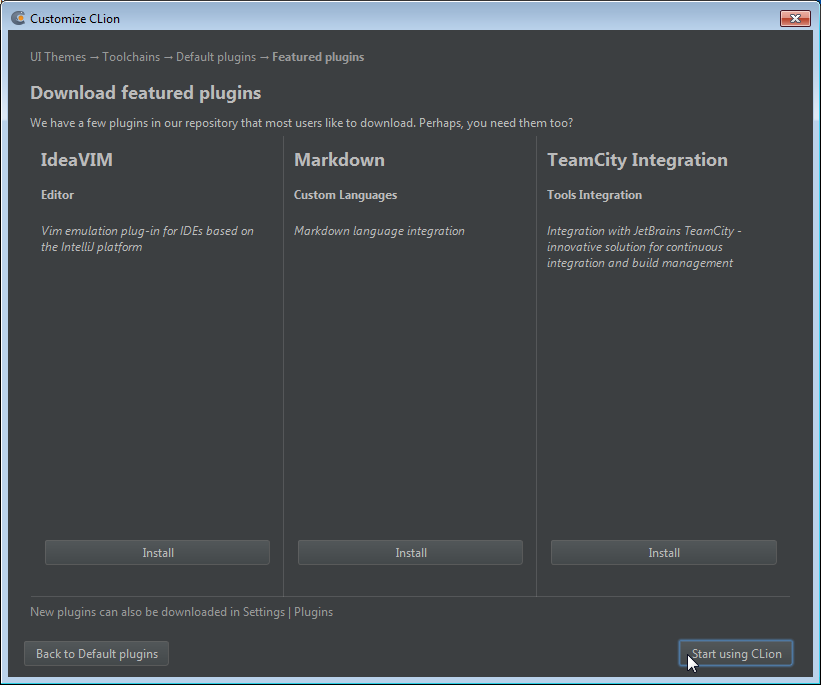 Customize CLion
UI Themes → Toolchains → Default plugins → Featured plugins
Download featured plugins
We have a few plugins in our repository that most users like to download. Perhaps, you need them too?
IdeaVIM
Editor
Vim emulation plug-in for IDEs based on
the IntelliJ platform
Install
Markdown
Custom Languages
Markdown language integration
Install
TeamCity Integration
Tools Integration
Integration with JetBrains TeamCity -
innovative solution for continuous
integration and build management
Install
New plugins can also be downloaded in Settings | Plugins
Back to Default plugins
Start using CLion